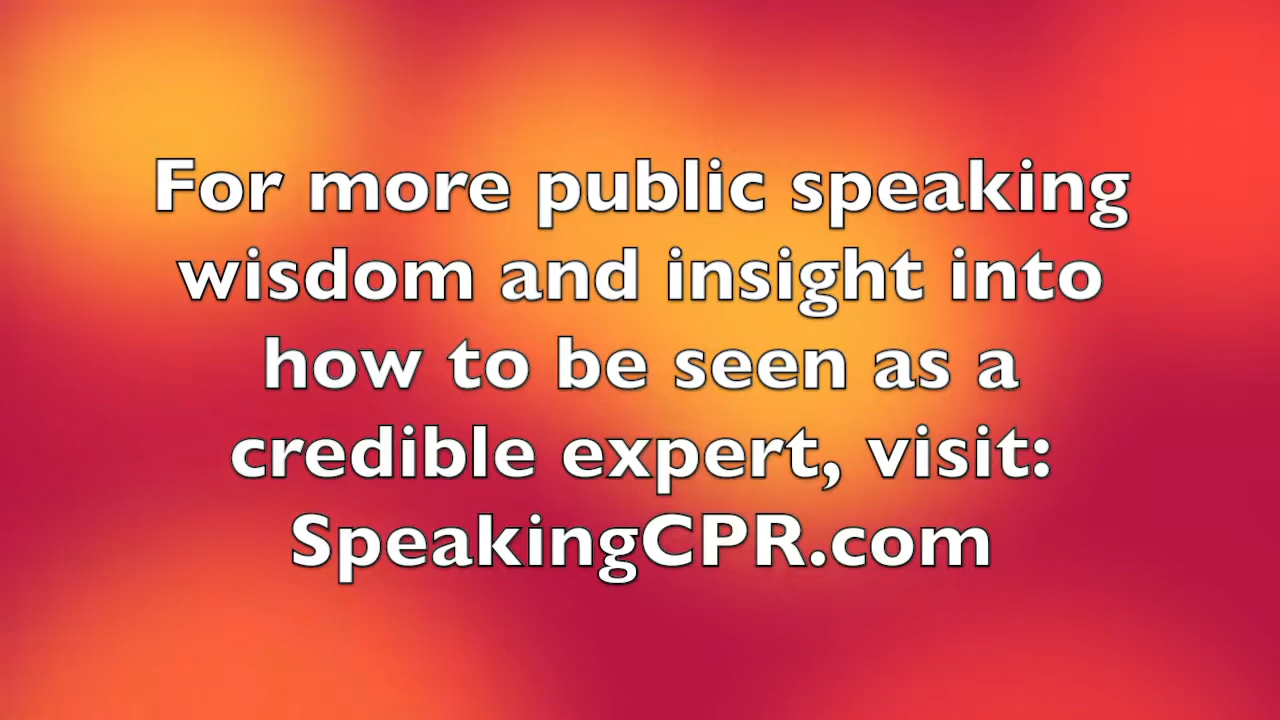 For more public speaking
wisdom and insight into
how to be seen as a
credible expert, visit:
SpeakingCPR.com